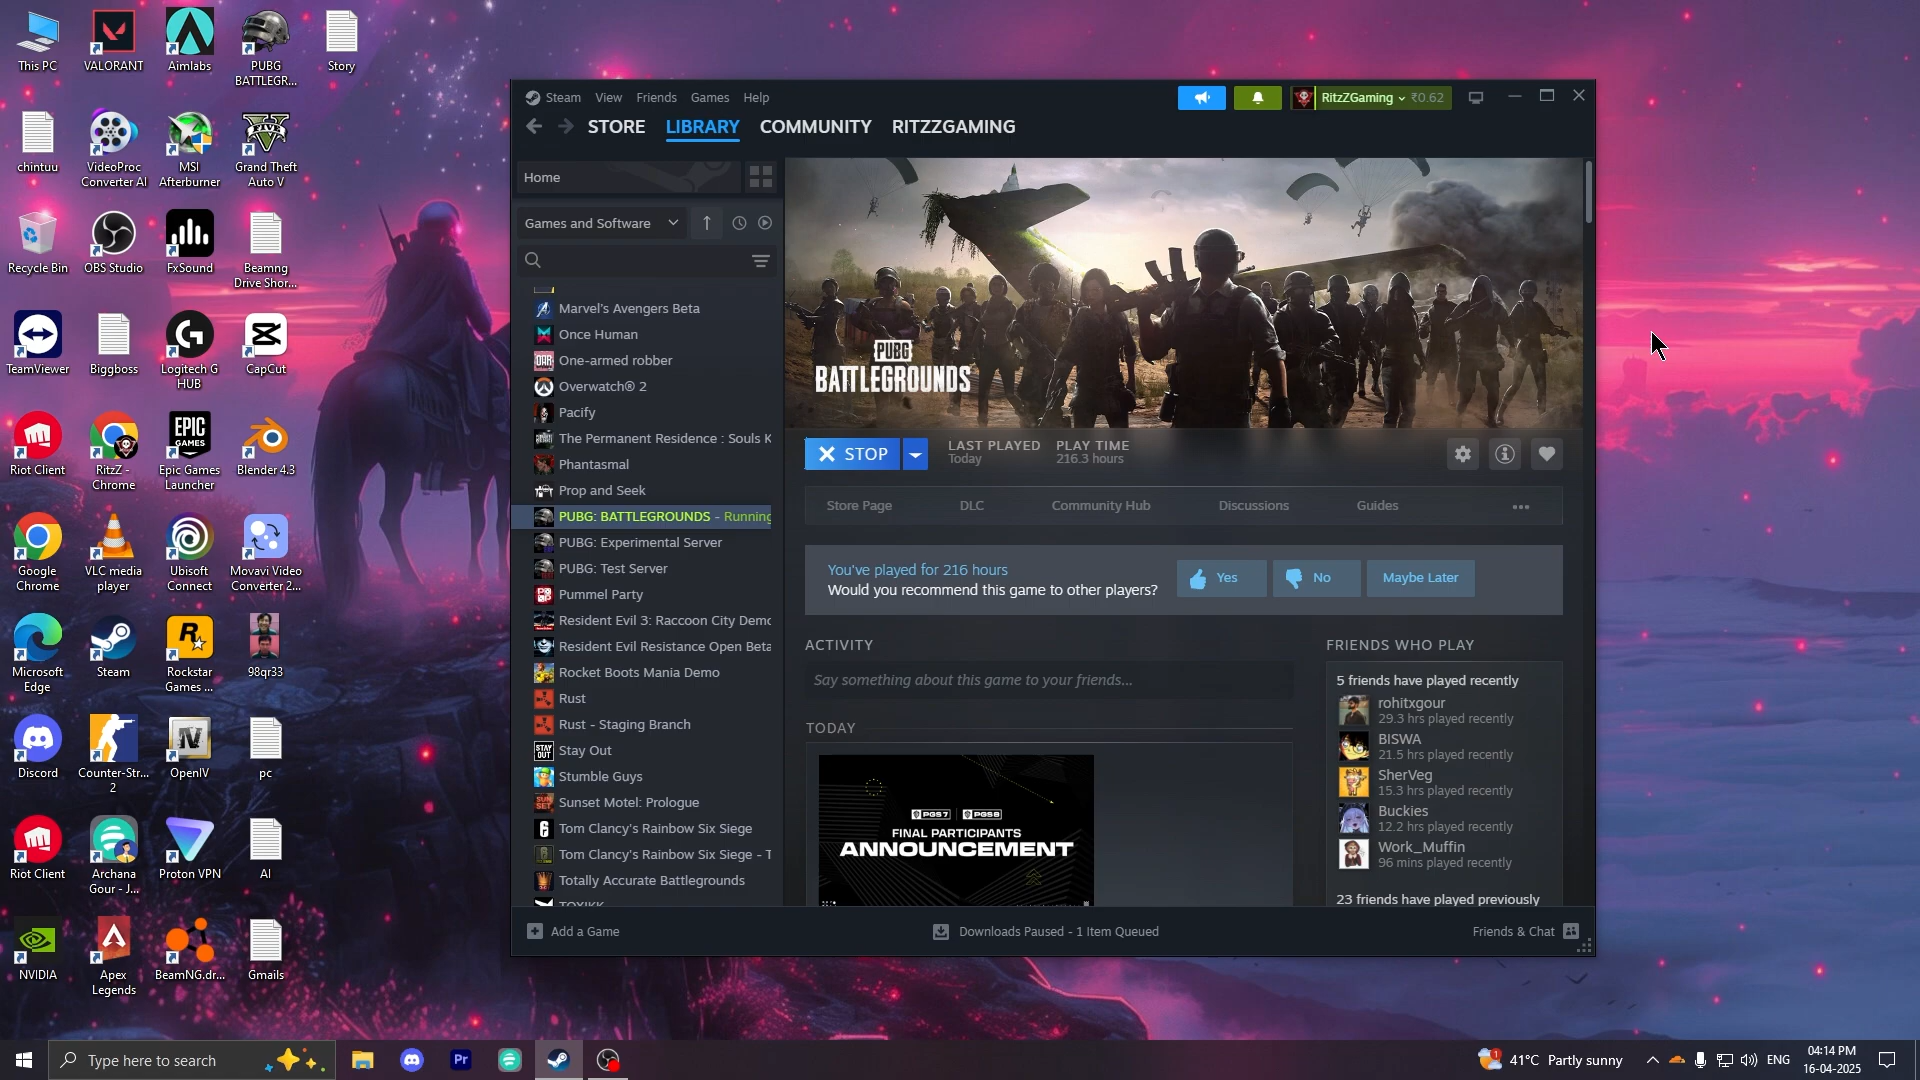 This PC
VALORANT
Aimlabs
PUBG
BATTLEGR...
Story
chintuu
VideoProc
Converter AI
MSI
Afterburner
Grand Theft
Auto V
Recycle Bin
OBS Studio
FxSound
Beamng
Drive Shor...
TeamViewer
Biggboss
Logitech G
HUB
CapCut
Riot Client
RitzZ -
Chrome
EPIC
GAMES
Epic Games
Launcher
Blender 4.3
Google
Chrome
VLC media
player
Ubisoft
Connect
Movavi Video
Converter 2...
Microsoft
Edge
Steam
Rockstar
Games ...
98qr33
Discord
Counter-Str...
2
OpenIV
pc
Riot Client
Archana
Gour - J...
Proton VPN
AI
NVIDIA
Apex
Legends
BeamNG.dr...
Gmails
Steam View Friends Games Help
RitzZGaming ₹0.62
STORE LIBRARY COMMUNITY RITZZGAMING
Home
Games and Software
Marvel's Avengers Beta
Once Human
One-armed robber
Overwatch® 2
Pacify
The Permanent Residence : Souls K
Phantasmal
Prop and Seek
PUBG: BATTLEGROUNDS - Running
PUBG: Experimental Server
PUBG: Test Server
Pummel Party
Resident Evil 3: Raccoon City Demo
Resident Evil Resistance Open Beta
Rocket Boots Mania Demo
Rust
Rust - Staging Branch
Stay Out
Stumble Guys
Sunset Motel: Prologue
Tom Clancy's Rainbow Six Siege
Tom Clancy's Rainbow Six Siege - T
Totally Accurate Battlegrounds
TOXIKK
PUBG
BATTLEGROUNDS
STOP
LAST PLAYED
Today
PLAY TIME
216.3 hours
Store Page DLC Community Hub Discussions Guides
You've played for 216 hours
Would you recommend this game to other players?
Yes No Maybe Later
ACTIVITY
Say something about this game to your friends...
TODAY
PGS 7 PGS 8
FINAL PARTICIPANTS
ANNOUNCEMENT
FRIENDS WHO PLAY
5 friends have played recently
rohitxgour
29.3 hrs played recently
BISWA
21.5 hrs played recently
SherVeg
15.3 hrs played recently
Buckies
12.2 hrs played recently
Work_Muffin
96 mins played recently
23 friends have played previously
Add a Game
Downloads Paused - 1 Item Queued
Friends & Chat
Type here to search
Pr
1
41°C Partly sunny
ENG
04:14 PM
16-04-2025